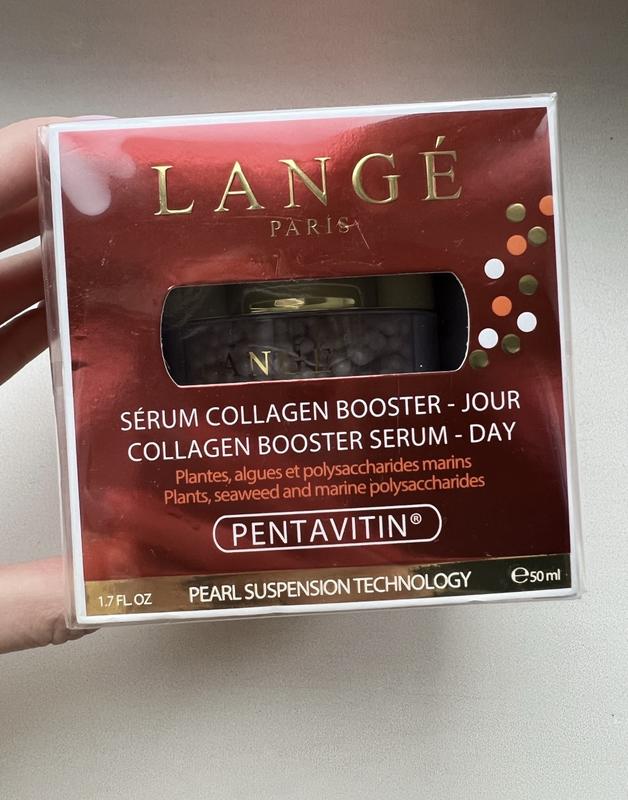 LANGÉ
PARIS
ANGE
SÉRUM COLLAGEN BOOSTER - JOUR
COLLAGEN BOOSTER SERUM - DAY
Plantes, algues et polysaccharides marins
Plants, seaweed and marine polysaccharides
PENTAVITIN®
1.7 FL. OZ
PEARL SUSPENSION TECHNOLOGY
℮50 ml